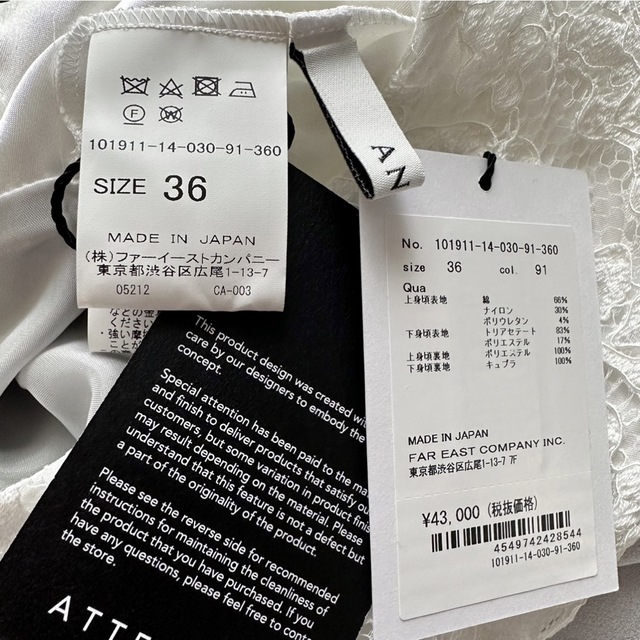 101911-14-030-91-360
SIZE 36
MADE IN JAPAN
(株)ファーイーストカンパニー
東京都渋谷区広尾1-13-7
05212 CA-003
ください
・強い摩
AN
No. 101911-14-030-91-360
size 36 col. 91
Qua
上身頃表地 綿 66%
ナイロン 30%
ポリウレタン 4%
下身頃表地 トリアセテート 83%
ポリエステル 17%
上身頃裏地 ポリエステル 100%
下身頃裏地 キュプラ 100%
MADE IN JAPAN
FAR EAST COMPANY INC.
東京都渋谷区広尾1-13-7 7F
¥43,000 (税抜価格)
4549742428544
101911-14-030-91-360
This product design was created with
care by our designers to embody the
concept.
Special attention has been paid to the
and finish to deliver products that satisfy
customers, but some variation in product
may result depending on the material. Please
understand that this feature is not a defect but
a part of the originality of the product.
Please see the reverse side for recommended
instructions for maintaining the cleanliness of
the product that you have purchased. If you
have any questions, please feel free to
the store.
ATTE